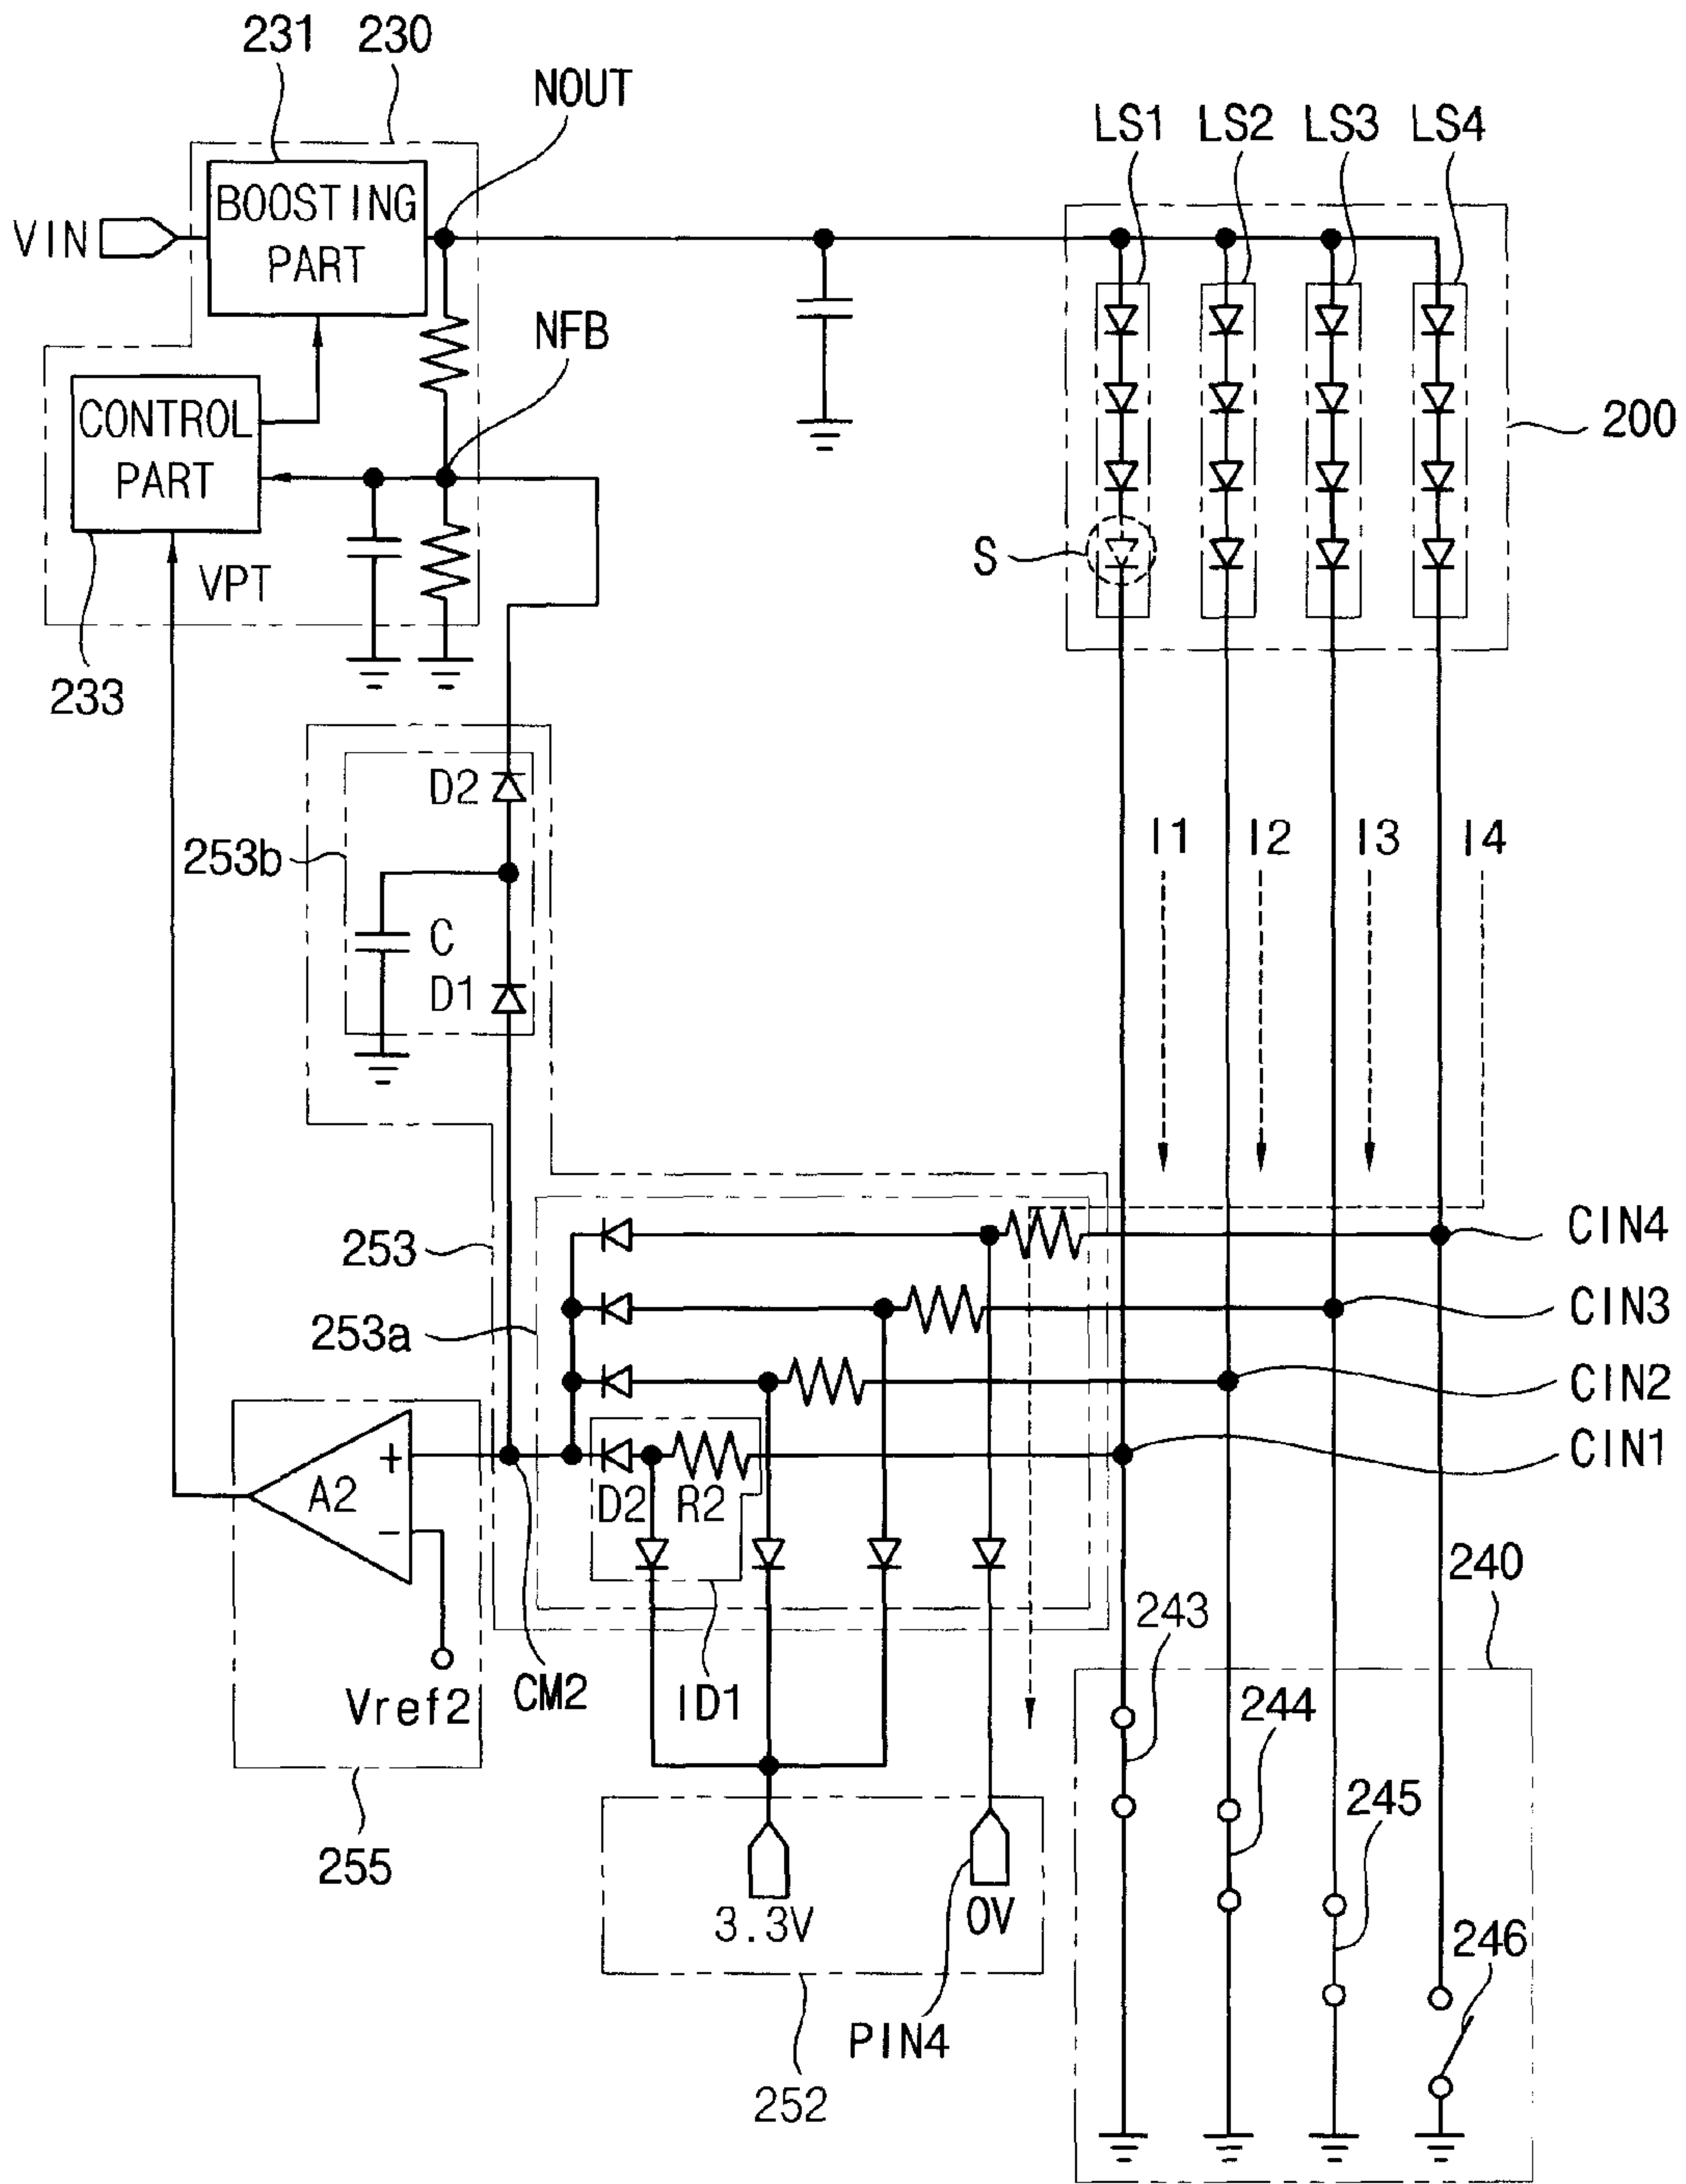 231 230
NOUT
LS1 LS2 LS3 LS4
BOOSTING
PART
VIN
NFB
CONTROL
PART
200
S
VPT
233
D2
253b
I1 I2 I3 I4
C
D1
CIN4
253
CIN3
253a
CIN2
CIN1
+
A2
D2 R2
-
240
243
CM2
ID1
Vref2
244
245
255
3.3V
0V
246
PIN4
252